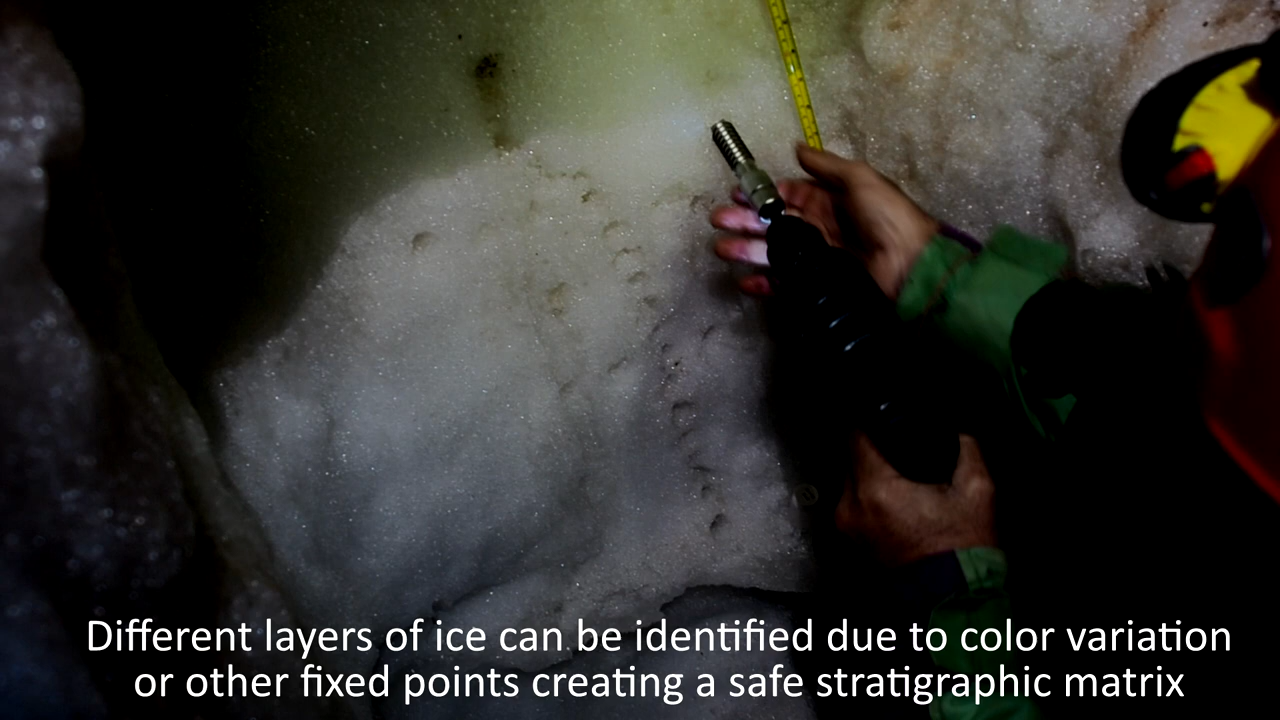 Different layers of ice can be identified due to color variation
or other fixed points creating a safe stratigraphic matrix